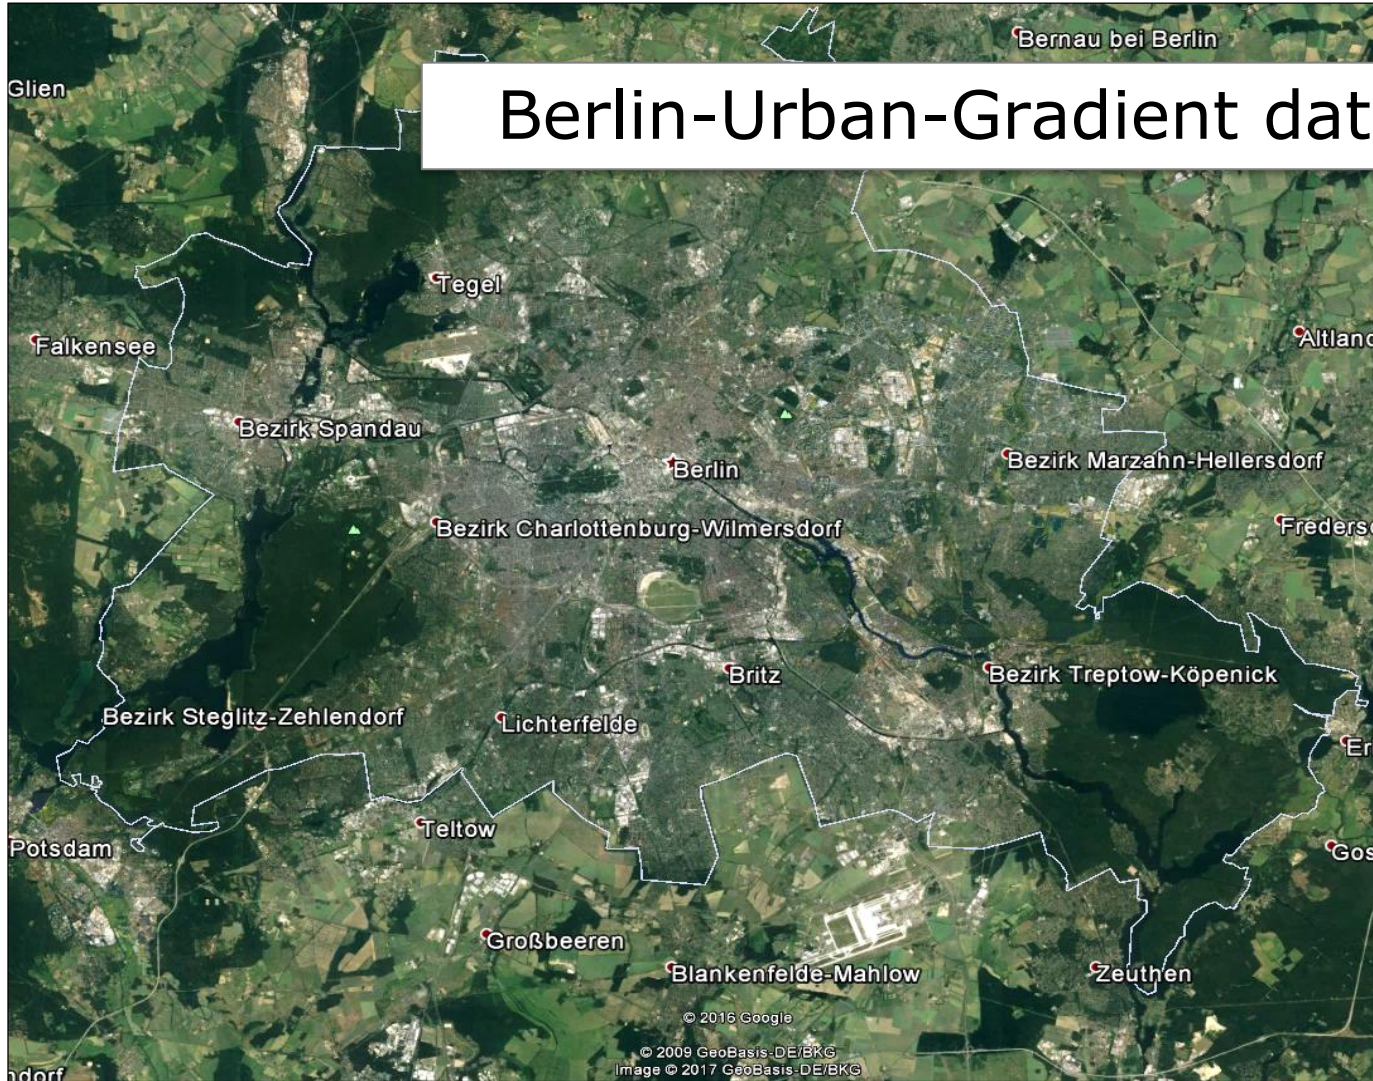 Bernau bei Berlin
Glien
Berlin-Urban-Gradient dat
Tegel
Falkensee
Altland
Bezirk Spandau
Bezirk Marzahn-Hellersdorf
Berlin
Bezirk Charlottenburg-Wilmersdorf
Fredersd
Britz
Bezirk Treptow-Köpenick
Bezirk Steglitz-Zehlendorf
Lichterfelde
Er
Teltow
Potsdam
Gos
Großbeeren
Blankenfelde-Mahlow
Zeuthen
© 2016 Google
© 2009 GeoBasis-DE/BKG
Image © 2017 GeoBasis-DE/BKG
ndorf